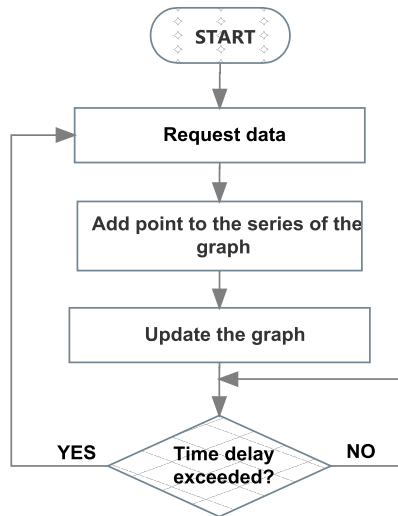 START
Request data
Add point to the series of the
graph
Update the graph
YES
Time delay
exceeded?
NO